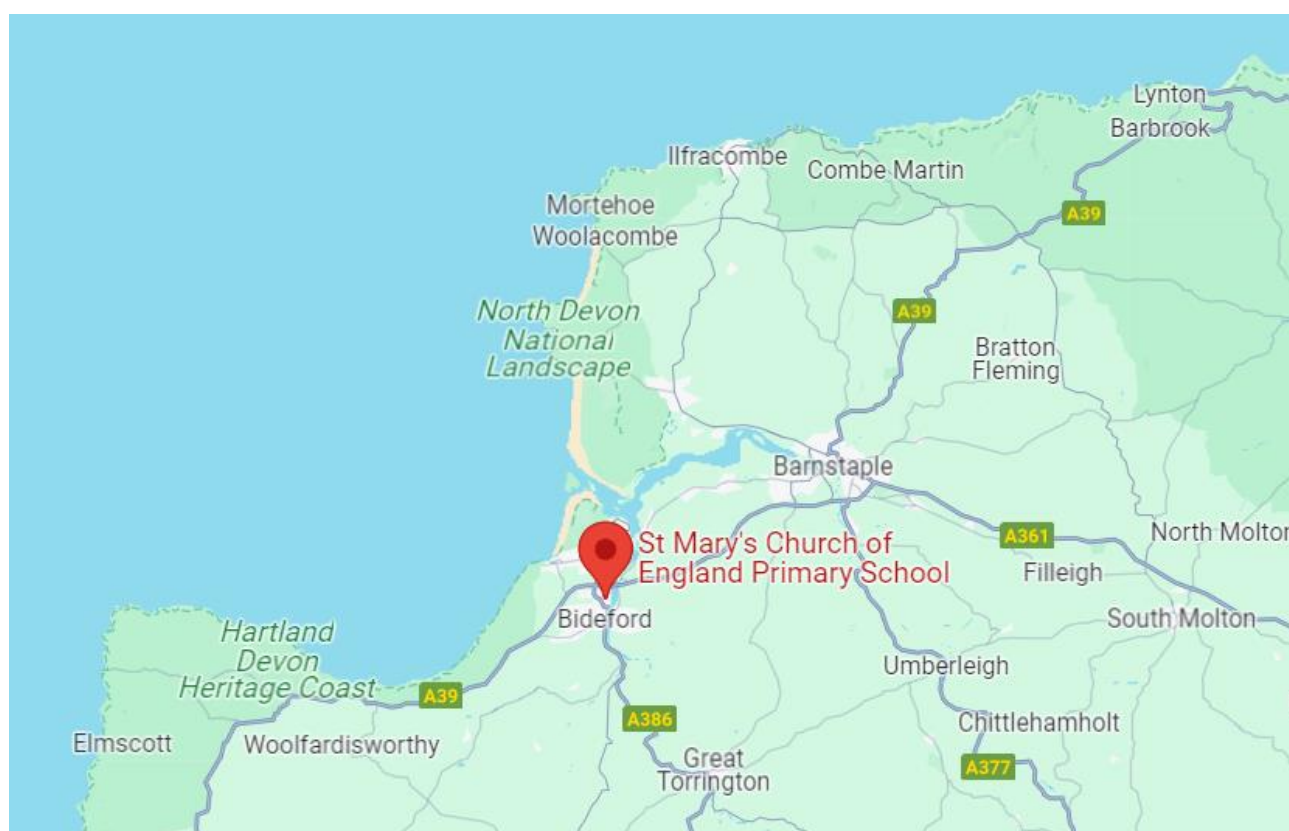 Lynton
Barbrook
Ilfracombe
Combe Martin
Mortehoe
Woolacombe
A39
North Devon
National
Landscape
A39
Bratton
Fleming
Barnstaple
St Mary's Church of
England Primary School
A361
North Molton
Filleigh
Bideford
South Molton
Hartland
Devon
Heritage Coast
A39
Umberleigh
A386
Chittlehamholt
Elmscott
Woolfardisworthy
Great
Torrington
A377